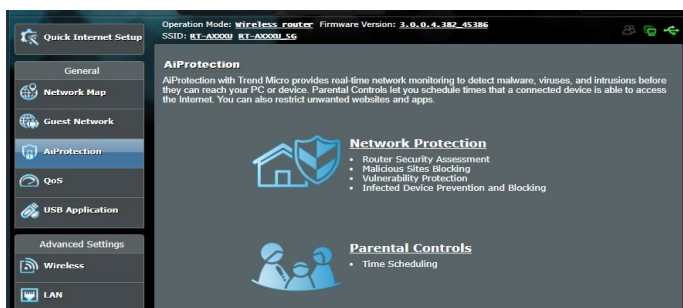 Operation Mode: Wireless router Firmware Version: 3.0.0.4.382_45386
SSID: RT-AXXXU RT-AXXXU_5G
Quick Internet Setup
General
Network Map
Guest Network
AiProtection
QoS
USB Application
Advanced Settings
Wireless
LAN
AiProtection
AiProtection with Trend Micro provides real-time network monitoring to detect malware, viruses, and intrusions before
they can reach your PC or device. Parental Controls let you schedule times that a connected device is able to access
the Internet. You can also restrict unwanted websites and apps.
Network Protection
• Router Security Assessment
• Malicious Sites Blocking
• Vulnerability Protection
• Infected Device Prevention and Blocking
Parental Controls
• Time Scheduling